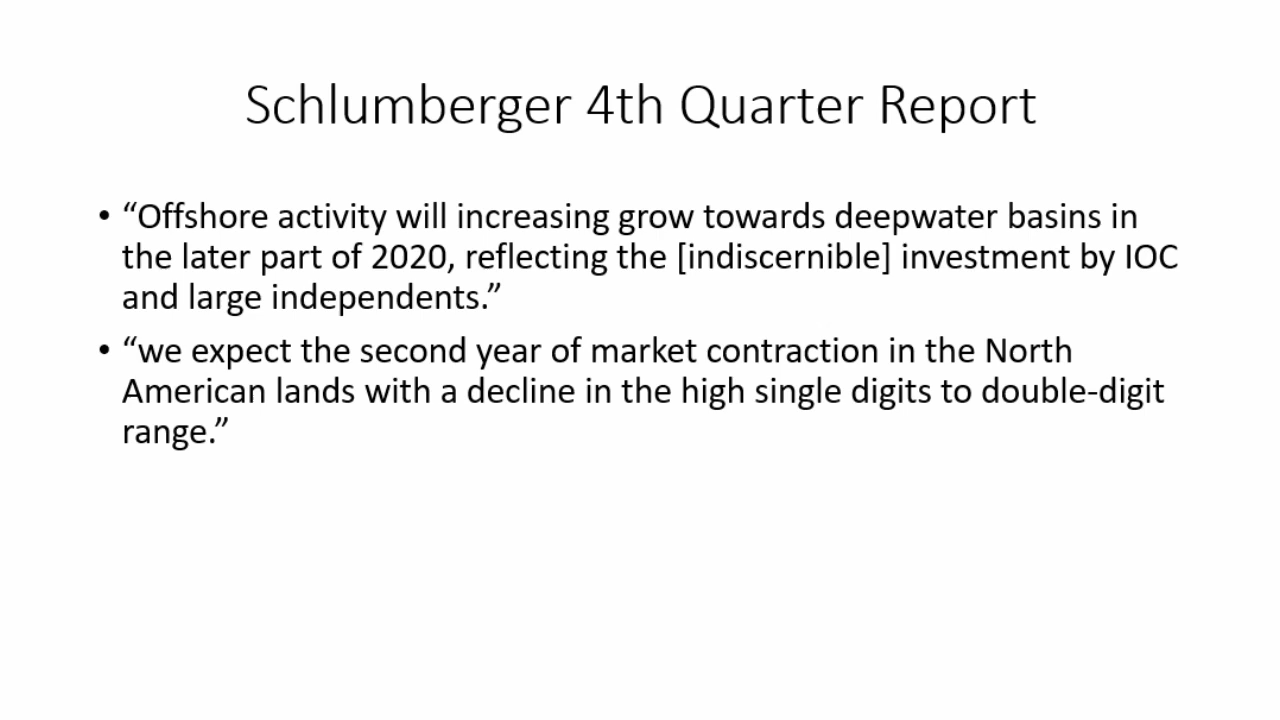 Schlumberger 4th Quarter Report
• “Offshore activity will increasing grow towards deepwater basins in
the later part of 2020, reflecting the [indiscernible] investment by IOC
and large independents.”
• “we expect the second year of market contraction in the North
American lands with a decline in the high single digits to double-digit
range.”